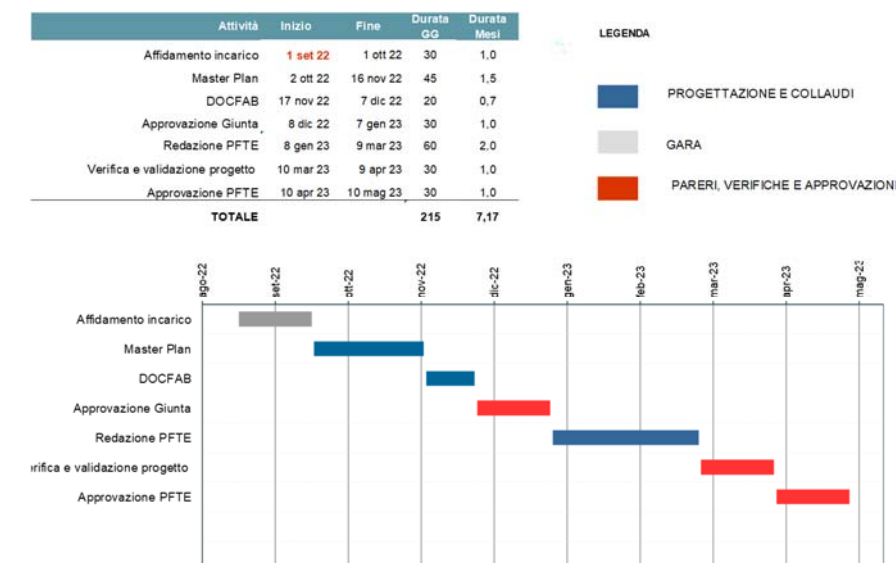 Attività Inizio Fine Durata GG Durata Mesi
Affidamento incarico 1 set 22 1 ott 22 30 1,0
Master Plan 2 ott 22 16 nov 22 45 1,5
DOCFAB 17 nov 22 7 dic 22 20 0,7
Approvazione Giunta 8 dic 22 7 gen 23 30 1,0
Redazione PFTE 8 gen 23 9 mar 23 60 2,0
Verifica e validazione progetto 10 mar 23 9 apr 23 30 1,0
Approvazione PFTE 10 apr 23 10 mag 23 30 1,0
TOTALE 215 7,17
LEGENDA
PROGETTAZIONE E COLLAUDI
GARA
PARERI, VERIFICHE E APPROVAZIONI
ago-22 set-22 ott-22 nov-22 dic-22 gen-23 feb-23 mar-23 apr-23 mag-23
Affidamento incarico
Master Plan
DOCFAB
Approvazione Giunta
Redazione PFTE
rifica e validazione progetto
Approvazione PFTE